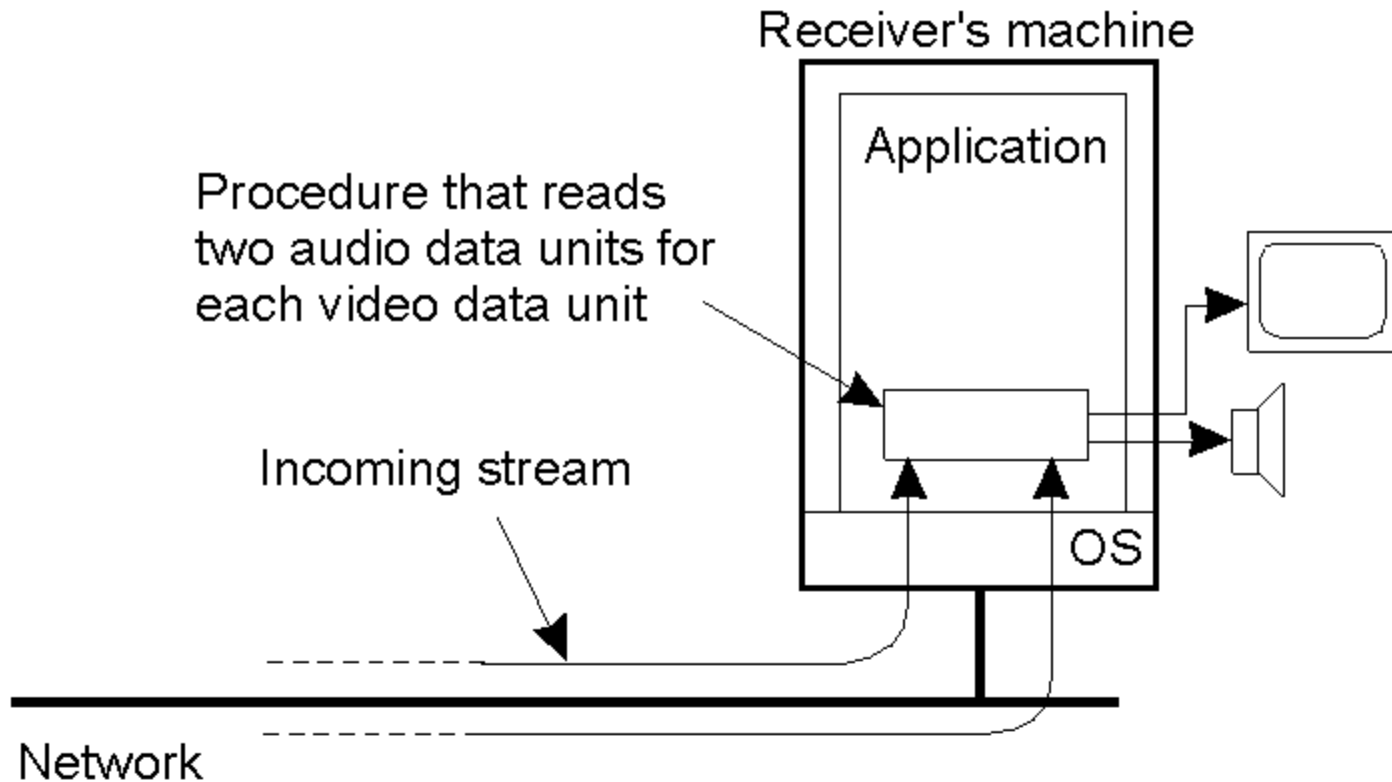 Receiver's machine
Application
Procedure that reads
two audio data units for
each video data unit
Incoming stream
OS
Network